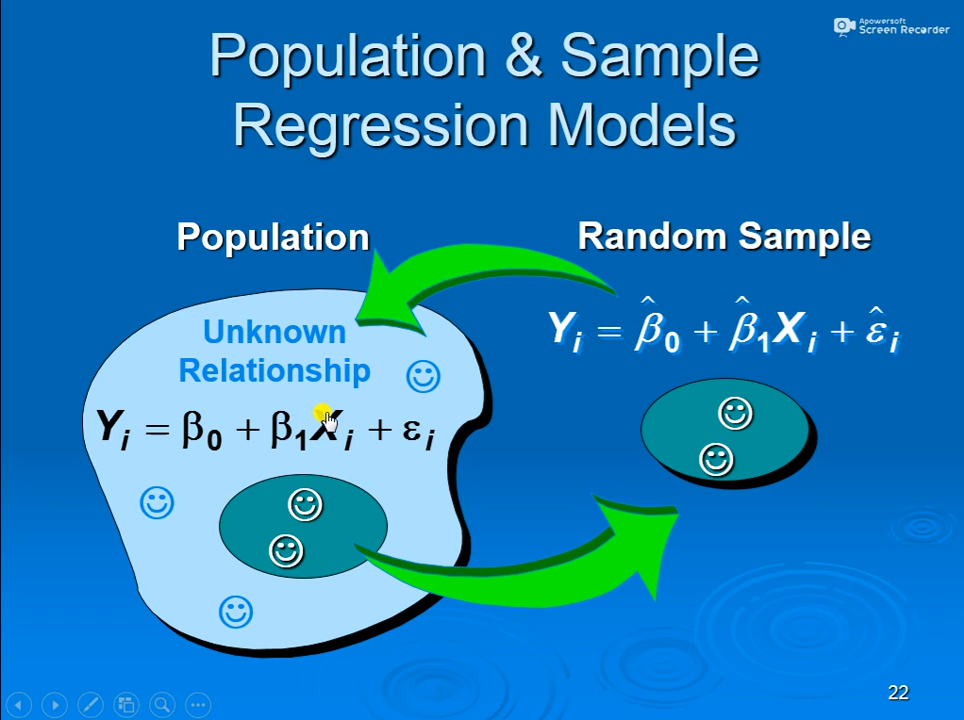 Apowersoft
Screen Recorder
Population & Sample
Regression Models
Population
Random Sample
Unknown
Relationship
Yᵢ = β₀ + β₁Xᵢ + εᵢ
Yᵢ = β̂₀ + β̂₁Xᵢ + ε̂ᵢ
22